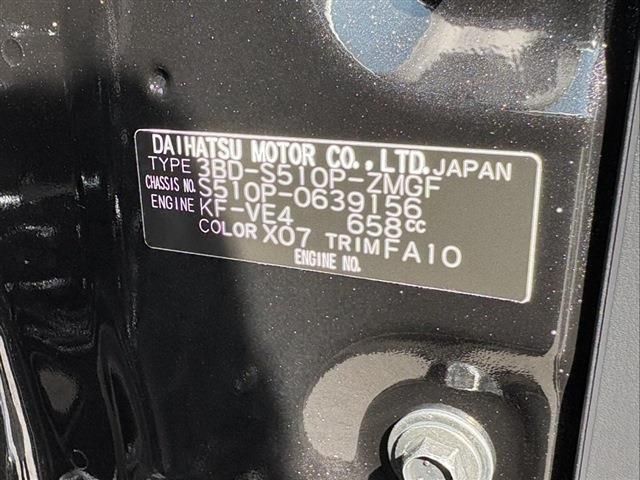 DAIHATSU MOTOR CO.,LTD. JAPAN
TYPE 3BD-S510P-ZMGF
CHASSIS NO. S510P-0639156
ENGINE KF-VE4 658cc
COLOR X07 TRIM FA10
ENGINE NO.